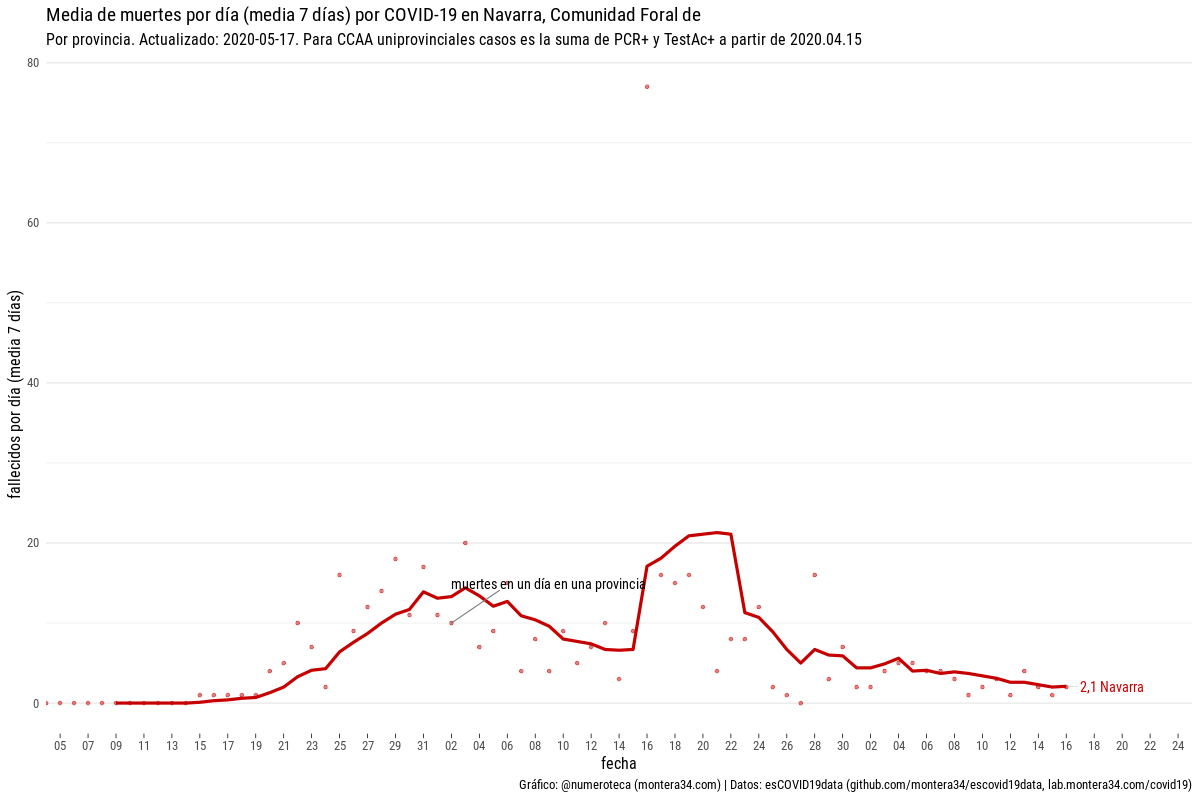 Media de muertes por día (media 7 días) por COVID-19 en Navarra, Comunidad Foral de
Por provincia. Actualizado: 2020-05-17. Para CCAA uniprovinciales casos es la suma de PCR+ y TestAc+ a partir de 2020.04.15
80
60
40
20
0
fallecidos por día (media 7 días)
muertes en un día en una provincia
2,1 Navarra
05 07 09 11 13 15 17 19 21 23 25 27 29 31 02 04 06 08 10 12 14 16 18 20 22 24 26 28 30 02 04 06 08 10 12 14 16 18 20 22 24
fecha
Gráfico: @numeroteca (montera34.com) | Datos: esCOVID19data (github.com/montera34/escovid19data, lab.montera34.com/covid19)